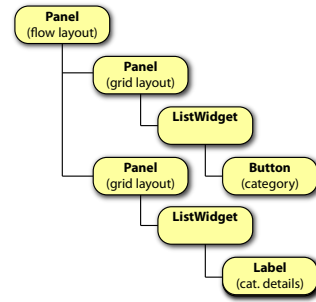 Panel
(flow layout)
Panel
(grid layout)
ListWidget
Button
(category)
Panel
(grid layout)
ListWidget
Label
(cat. details)